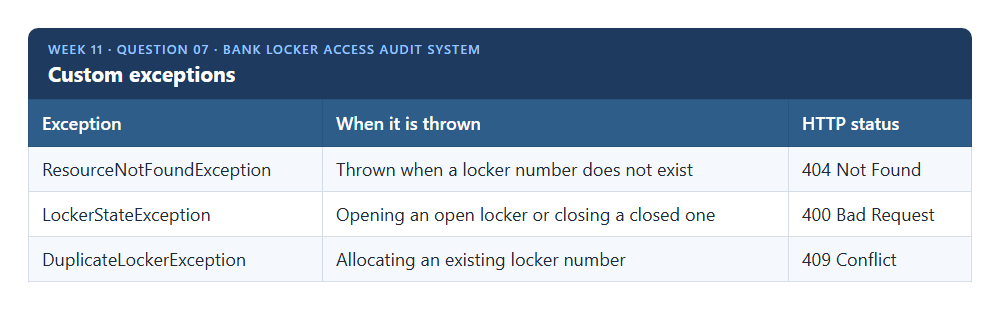 WEEK 11 · QUESTION 07 · BANK LOCKER ACCESS AUDIT SYSTEM
Custom exceptions
Exception When it is thrown HTTP status
ResourceNotFoundException Thrown when a locker number does not exist 404 Not Found
LockerStateException Opening an open locker or closing a closed one 400 Bad Request
DuplicateLockerException Allocating an existing locker number 409 Conflict